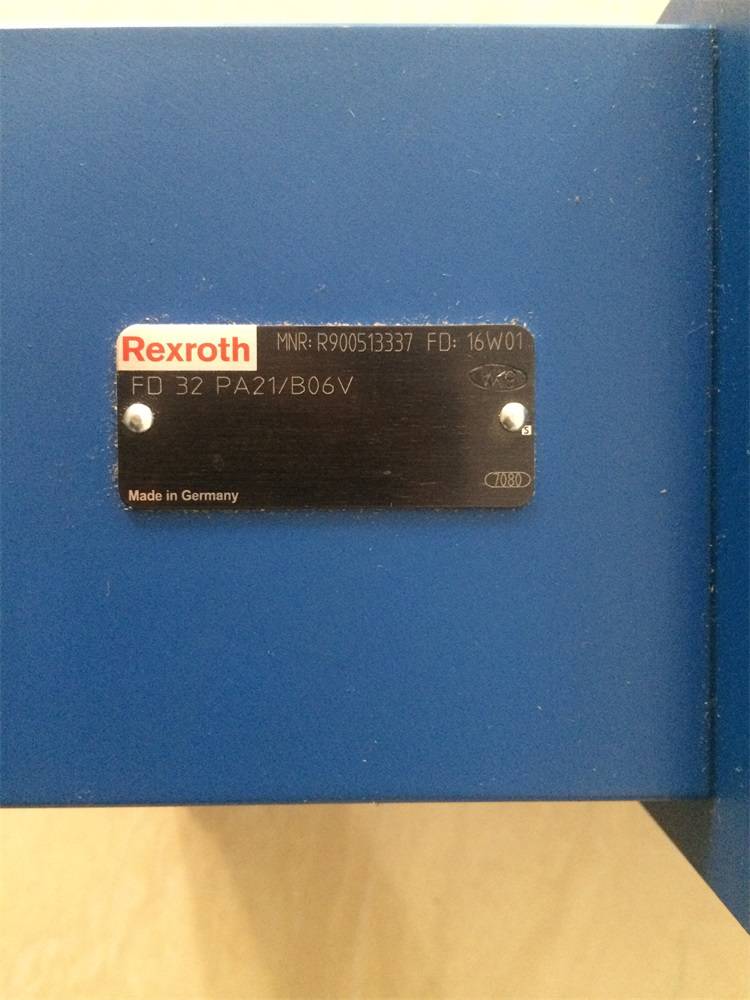 Rexroth MNR: R900513337 FD: 16W01
FD 32 PA21/B06V
S
7080
Made in Germany